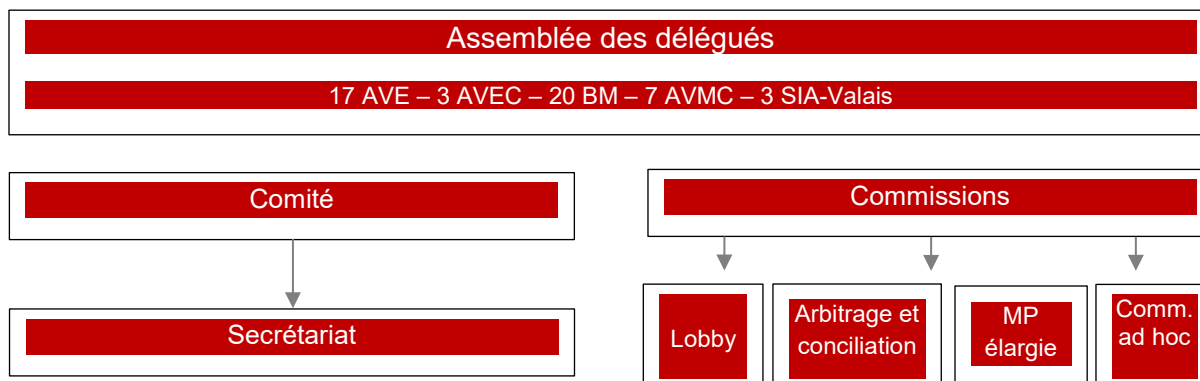 Assemblée des délégués
17 AVE – 3 AVEC – 20 BM – 7 AVMC – 3 SIA-Valais
Comité
Commissions
Secrétariat
Lobby
Arbitrage et
conciliation
MP
élargie
Comm.
ad hoc